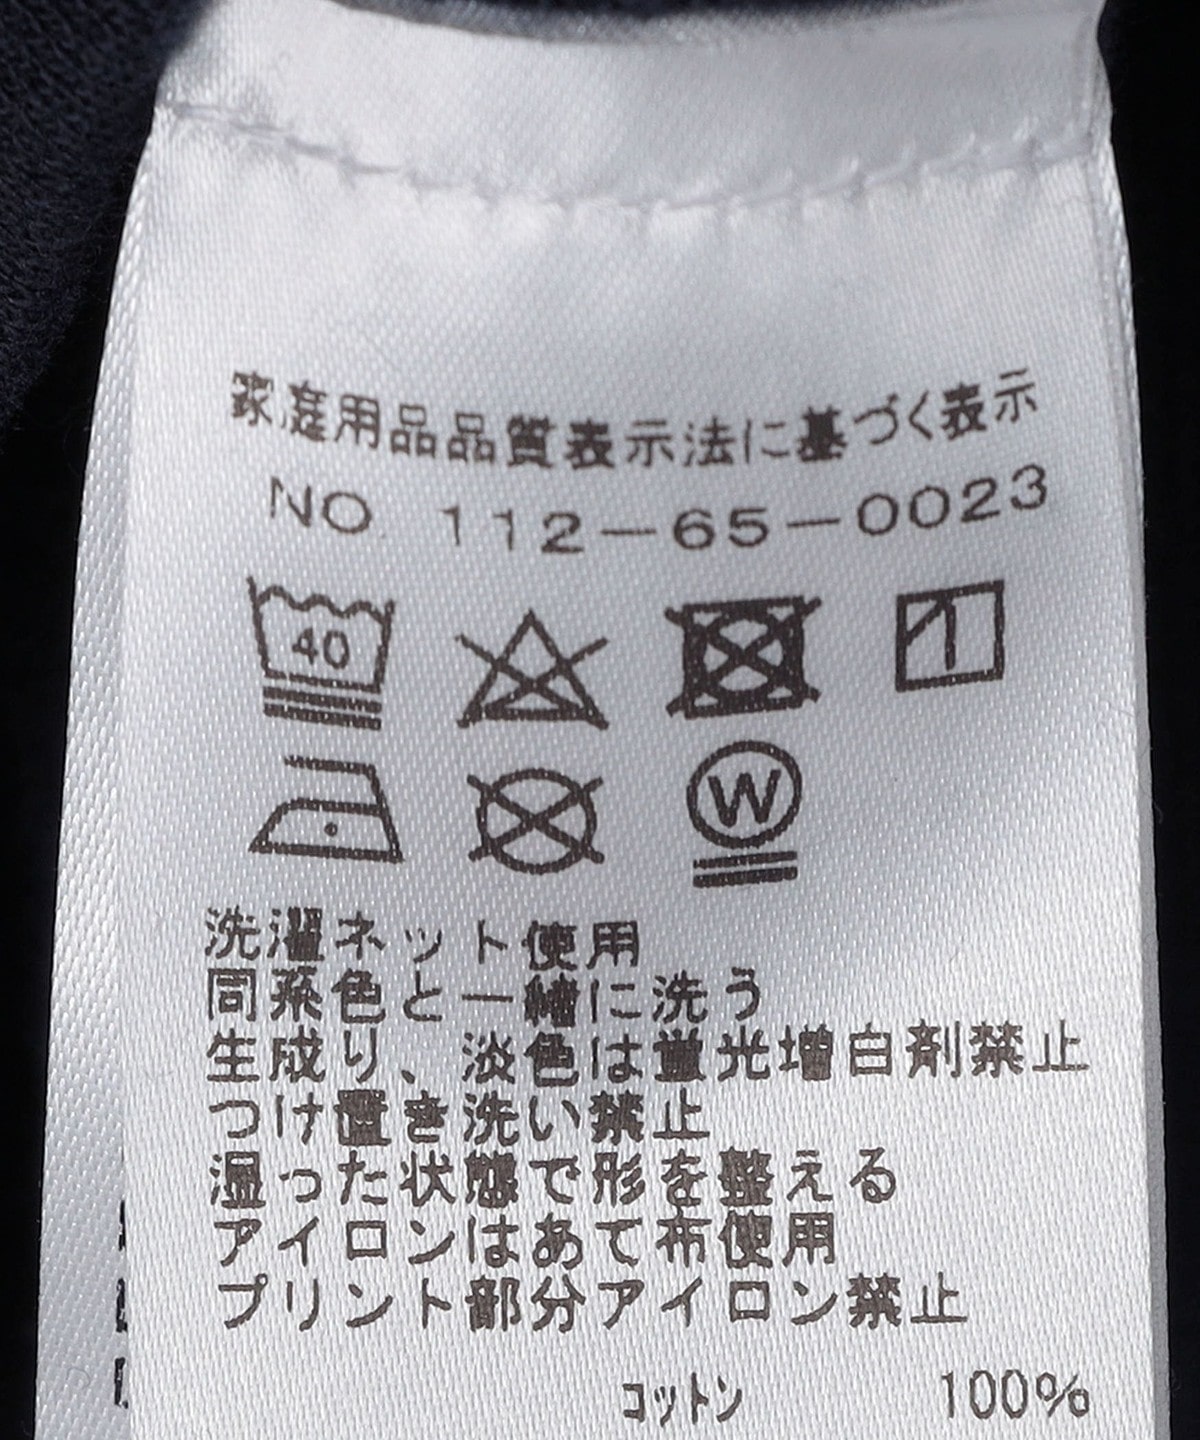 家庭用品品質表示法に基づく表示
NO 112-65-0023
40
W
洗濯ネット使用
同系色と一緒に洗う
生成り、淡色は蛍光増白剤禁止
つけ置き洗い禁止
湿った状態で形を整える
アイロンはあて布使用
プリント部分アイロン禁止
コットン 100%